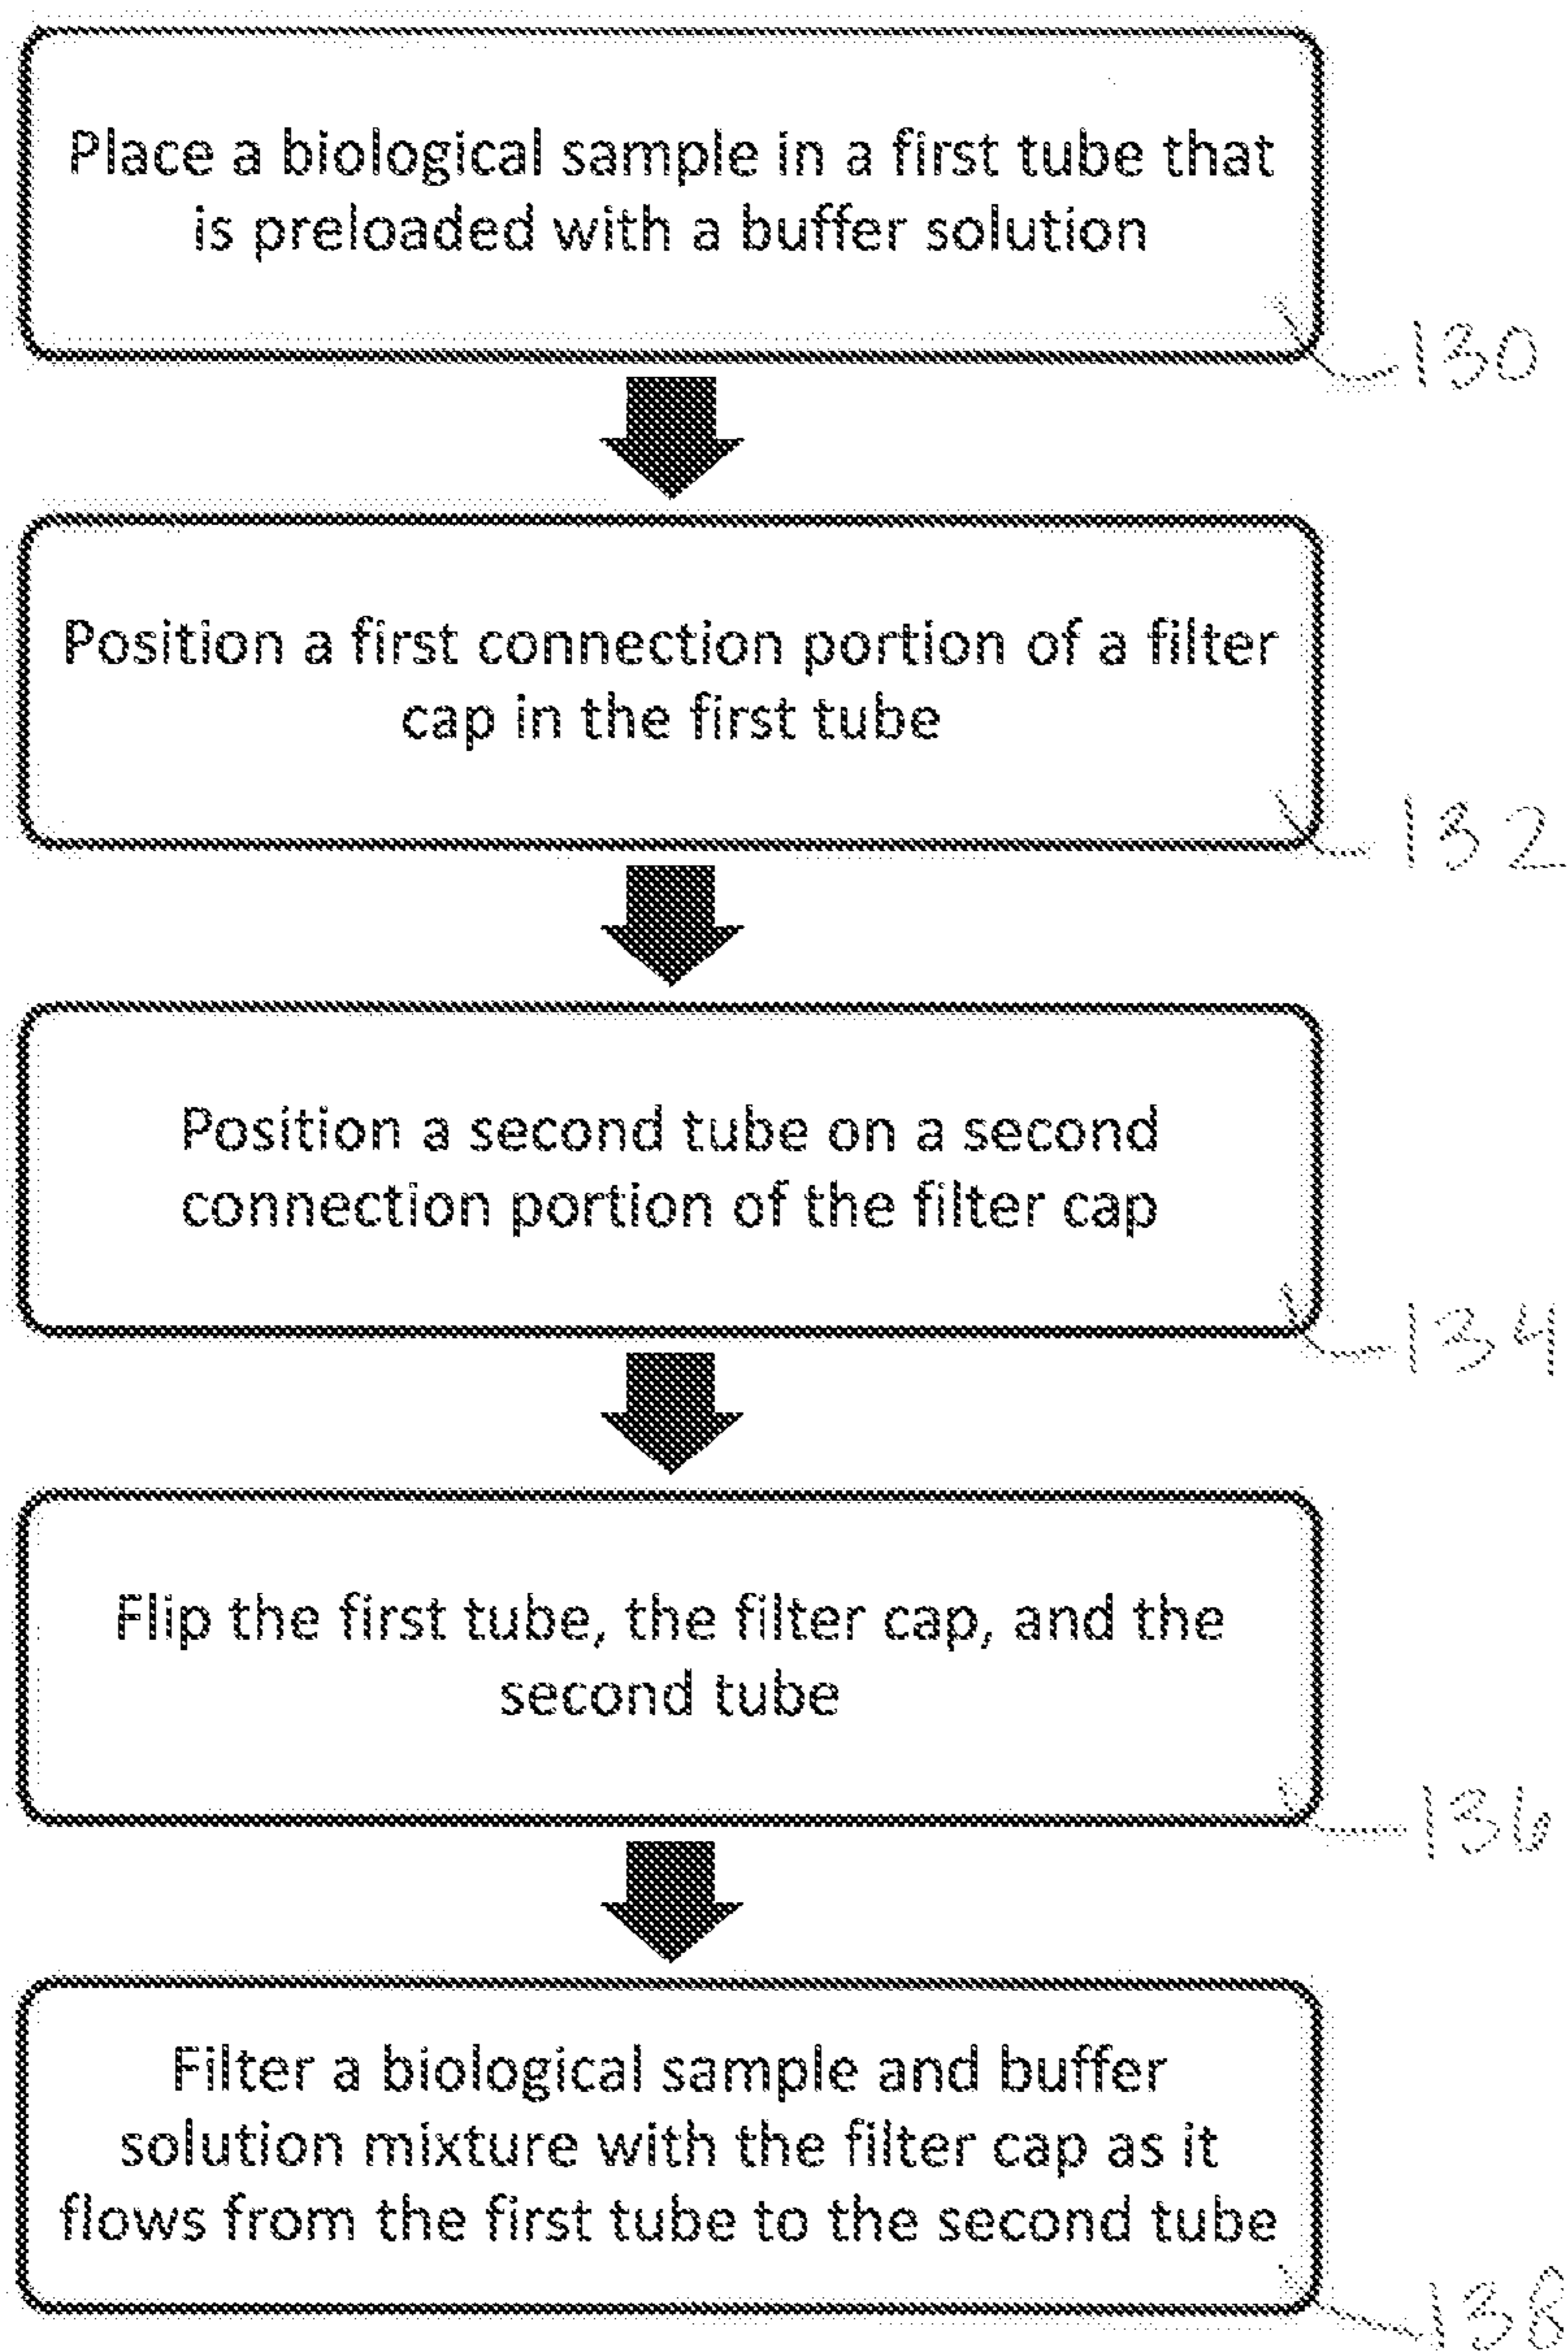 Place a biological sample in a first tube that
is preloaded with a buffer solution
130
Position a first connection portion of a filter
cap in the first tube
132
Position a second tube on a second
connection portion of the filter cap
134
Flip the first tube, the filter cap, and the
second tube
136
Filter a biological sample and buffer
solution mixture with the filter cap as it
flows from the first tube to the second tube
138